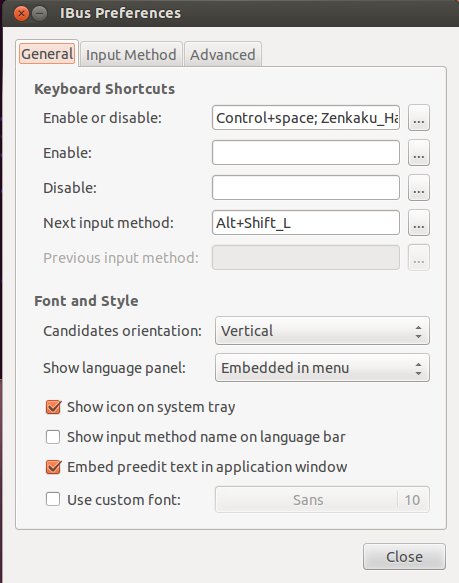 IBus Preferences
General Input Method Advanced
Keyboard Shortcuts
Enable or disable: Control+space; Zenkaku_Ha ...
Enable: ...
Disable: ...
Next input method: Alt+Shift_L ...
Previous input method: ...
Font and Style
Candidates orientation: Vertical
Show language panel: Embedded in menu
Show icon on system tray
Show input method name on language bar
Embed preedit text in application window
Use custom font: Sans 10
Close